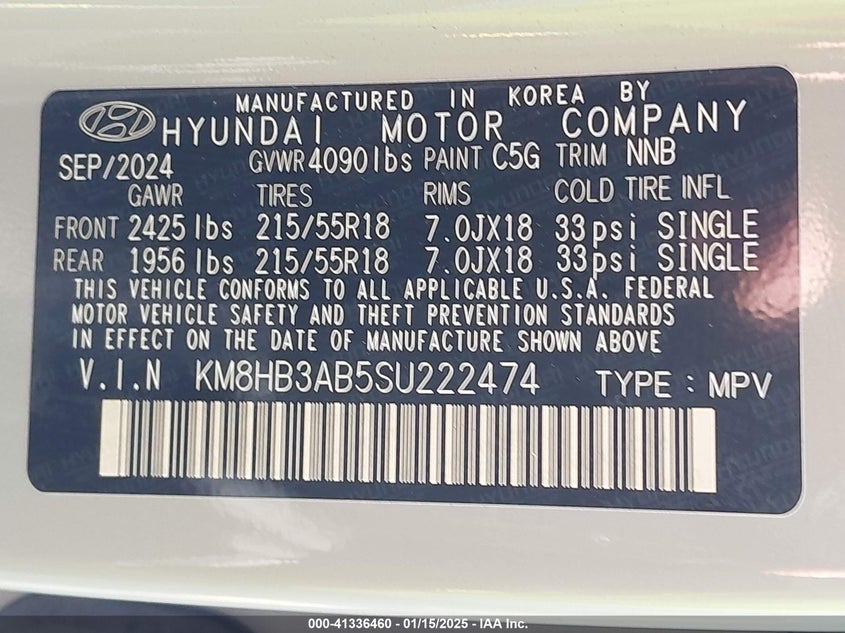 MANUFACTURED IN KOREA BY
HYUNDAI MOTOR COMPANY
SEP/2024 GVWR 4090lbs PAINT C5G TRIM NNB
GAWR TIRES RIMS COLD TIRE INFL
FRONT 2425 lbs 215/55R18 7.0JX18 33psi SINGLE
REAR 1956 lbs 215/55R18 7.0JX18 33psi SINGLE
THIS VEHICLE CONFORMS TO ALL APPLICABLE U.S.A. FEDERAL
MOTOR VEHICLE SAFETY AND THEFT PREVENTION STANDARDS
IN EFFECT ON THE DATE OF MANUFACTURE SHOWN ABOVE
V.I.N KM8HB3AB5SU222474 TYPE : MPV
000-41336460 - 01/15/2025 - IAA Inc.